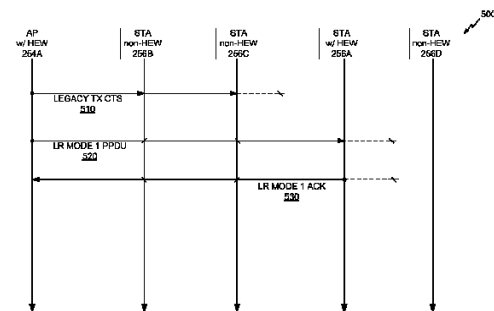 500
AP
w/ HEW
254A
STA
non-HEW
256B
STA
non-HEW
256C
STA
w/ HEW
256A
STA
non-HEW
256D
LEGACY TX CTS
510
LR MODE 1 PPDU
520
LR MODE 1 ACK
530